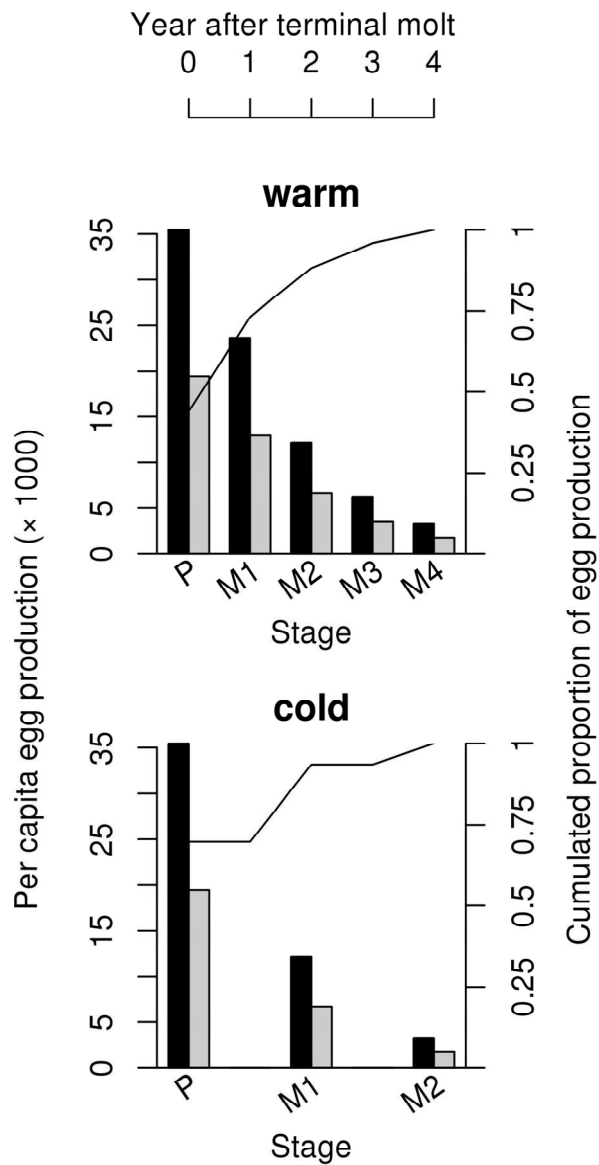 Year after terminal molt
0 1 2 3 4
warm
35
25
15
5
0
1
0.75
0.5
0.25
P M1 M2 M3 M4
Stage
Per capita egg production (× 1000)
Cumulated proportion of egg production
cold
35
25
15
5
0
1
0.75
0.5
0.25
P M1 M2
Stage